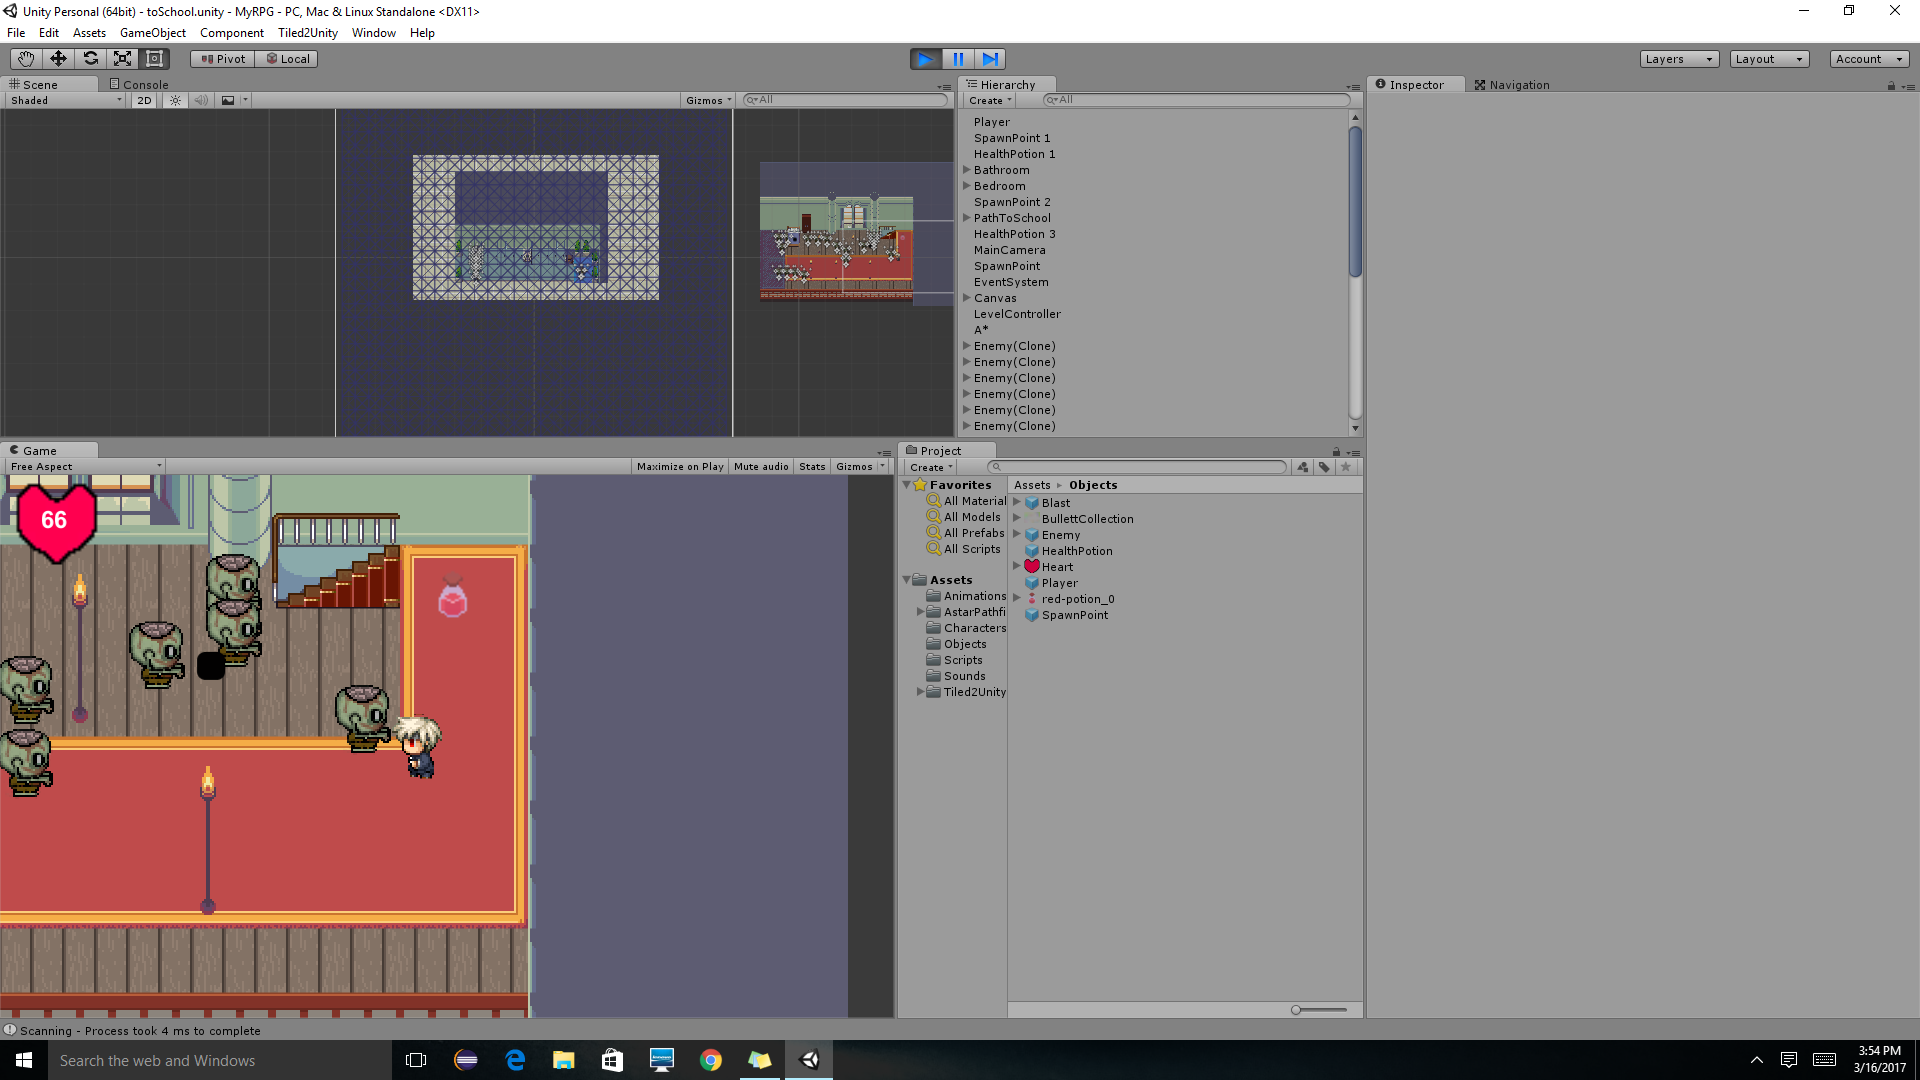 Unity Personal (64bit) - toSchool.unity - MyRPG - PC, Mac & Linux Standalone <DX11>
File Edit Assets GameObject Component Tiled2Unity Window Help
Pivot Local
Layers Layout Account
Scene Console
Shaded 2D Gizmos All
Hierarchy
Create All
Player
SpawnPoint 1
HealthPotion 1
Bathroom
Bedroom
SpawnPoint 2
PathToSchool
HealthPotion 3
MainCamera
SpawnPoint
EventSystem
Canvas
LevelController
A*
Enemy(Clone)
Enemy(Clone)
Enemy(Clone)
Enemy(Clone)
Enemy(Clone)
Enemy(Clone)
Inspector Navigation
Game
Free Aspect Maximize on Play Mute audio Stats Gizmos
66
Project
Create
Favorites
All Material
All Models
All Prefabs
All Scripts
Assets
Animations
AstarPathfi
Characters
Objects
Scripts
Sounds
Tiled2Unity
Assets Objects
Blast
BullettCollection
Enemy
HealthPotion
Heart
Player
red-potion_0
SpawnPoint
Scanning - Process took 4 ms to complete
Search the web and Windows
3:54 PM
3/16/2017